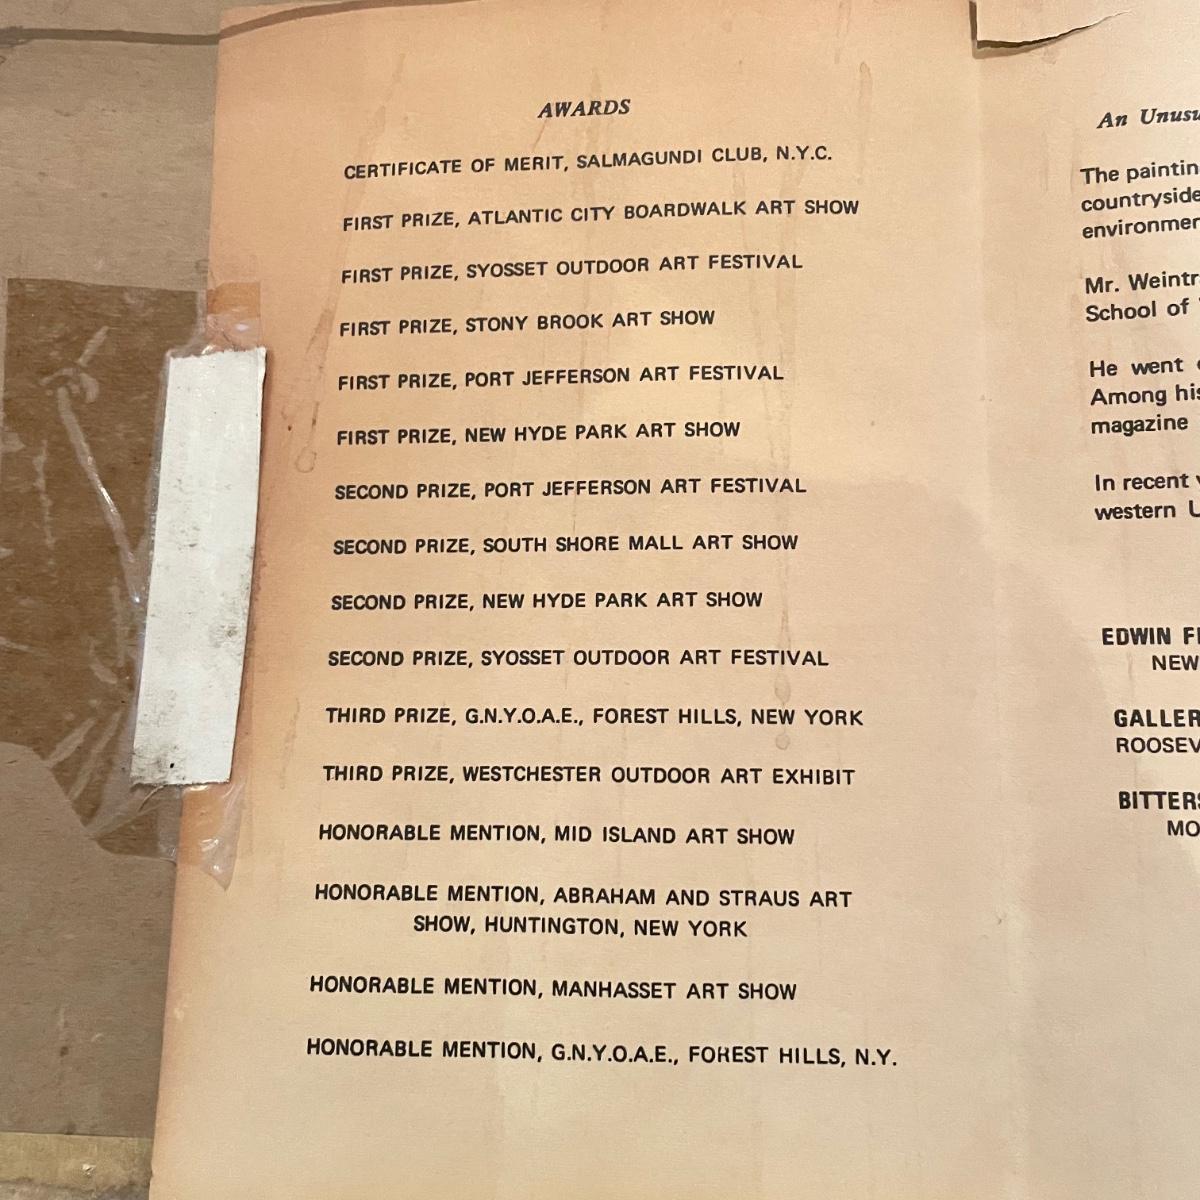 AWARDS
CERTIFICATE OF MERIT, SALMAGUNDI CLUB, N.Y.C.
FIRST PRIZE, ATLANTIC CITY BOARDWALK ART SHOW
FIRST PRIZE, SYOSSET OUTDOOR ART FESTIVAL
FIRST PRIZE, STONY BROOK ART SHOW
FIRST PRIZE, PORT JEFFERSON ART FESTIVAL
FIRST PRIZE, NEW HYDE PARK ART SHOW
SECOND PRIZE, PORT JEFFERSON ART FESTIVAL
SECOND PRIZE, SOUTH SHORE MALL ART SHOW
SECOND PRIZE, NEW HYDE PARK ART SHOW
SECOND PRIZE, SYOSSET OUTDOOR ART FESTIVAL
THIRD PRIZE, G.N.Y.O.A.E., FOREST HILLS, NEW YORK
THIRD PRIZE, WESTCHESTER OUTDOOR ART EXHIBIT
HONORABLE MENTION, MID ISLAND ART SHOW
HONORABLE MENTION, ABRAHAM AND STRAUS ART
SHOW, HUNTINGTON, NEW YORK
HONORABLE MENTION, MANHASSET ART SHOW
HONORABLE MENTION, G.N.Y.O.A.E., FOREST HILLS, N.Y.
An
The
countryside
Mr.
School of
He went
Among his
magazine
In recent
western
EDWIN
NEW